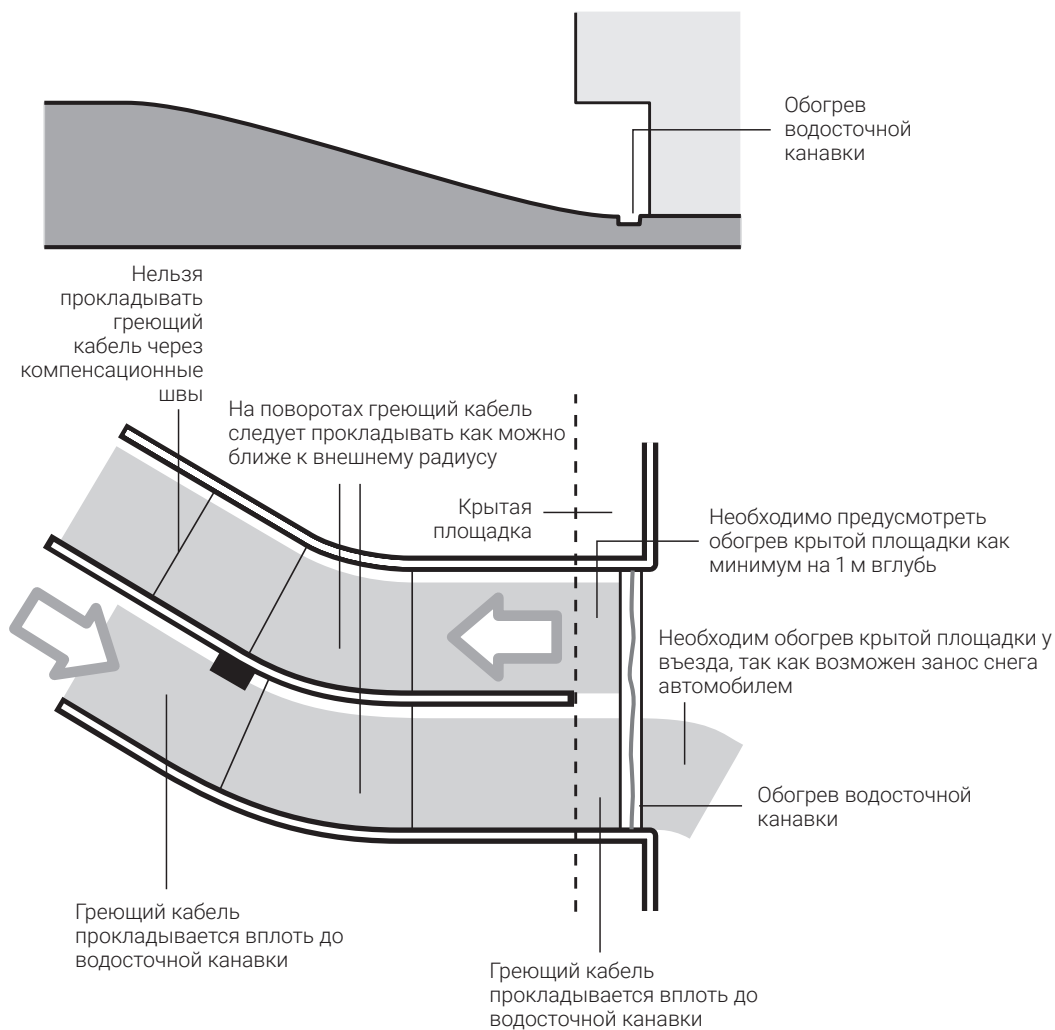 Обогрев
водосточной
канавки
Нельзя
прокладывать
греющий
кабель через
компенсационные
швы
На поворотах греющий кабель
следует прокладывать как можно
ближе к внешнему радиусу
Крытая
площадка
Необходимо предусмотреть
обогрев крытой площадки как
минимум на 1 м вглубь
Необходим обогрев крытой площадки у
въезда, так как возможен занос снега
автомобилем
Обогрев водосточной
канавки
Греющий кабель
прокладывается вплоть до
водосточной канавки
Греющий кабель
прокладывается вплоть до
водосточной канавки